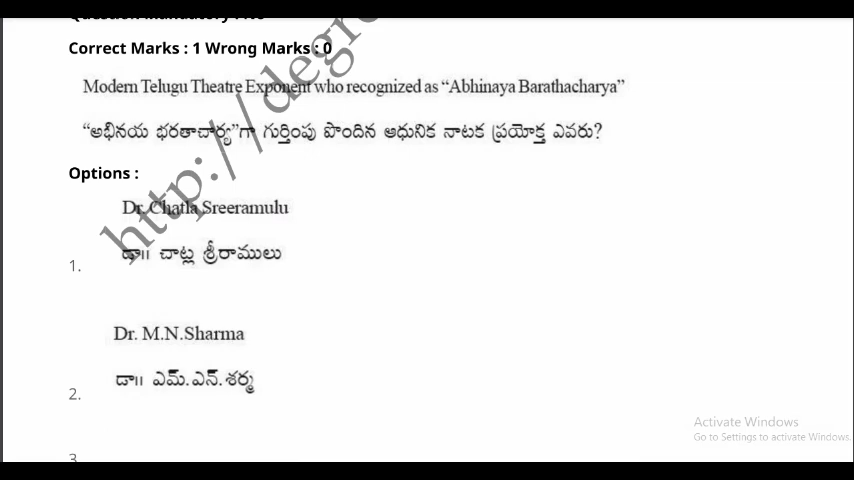 Correct Marks : 1 Wrong Marks : 0
Modern Telugu Theatre Exponent who recognized as “Abhinaya Barathacharya”
“అభినయ భరతాచార్య”గా గుర్తింపు పొందిన ఆధునిక నాటక ప్రయోక్త ఎవరు?
Options :
Dr. Chatla Sreeramulu
1. డా॥ చాట్ల శ్రీరాములు
Dr. M.N.Sharma
2. డా॥ ఎమ్.ఎన్.శర్మ
http://degr
Activate Windows
Go to Settings to activate Windows.